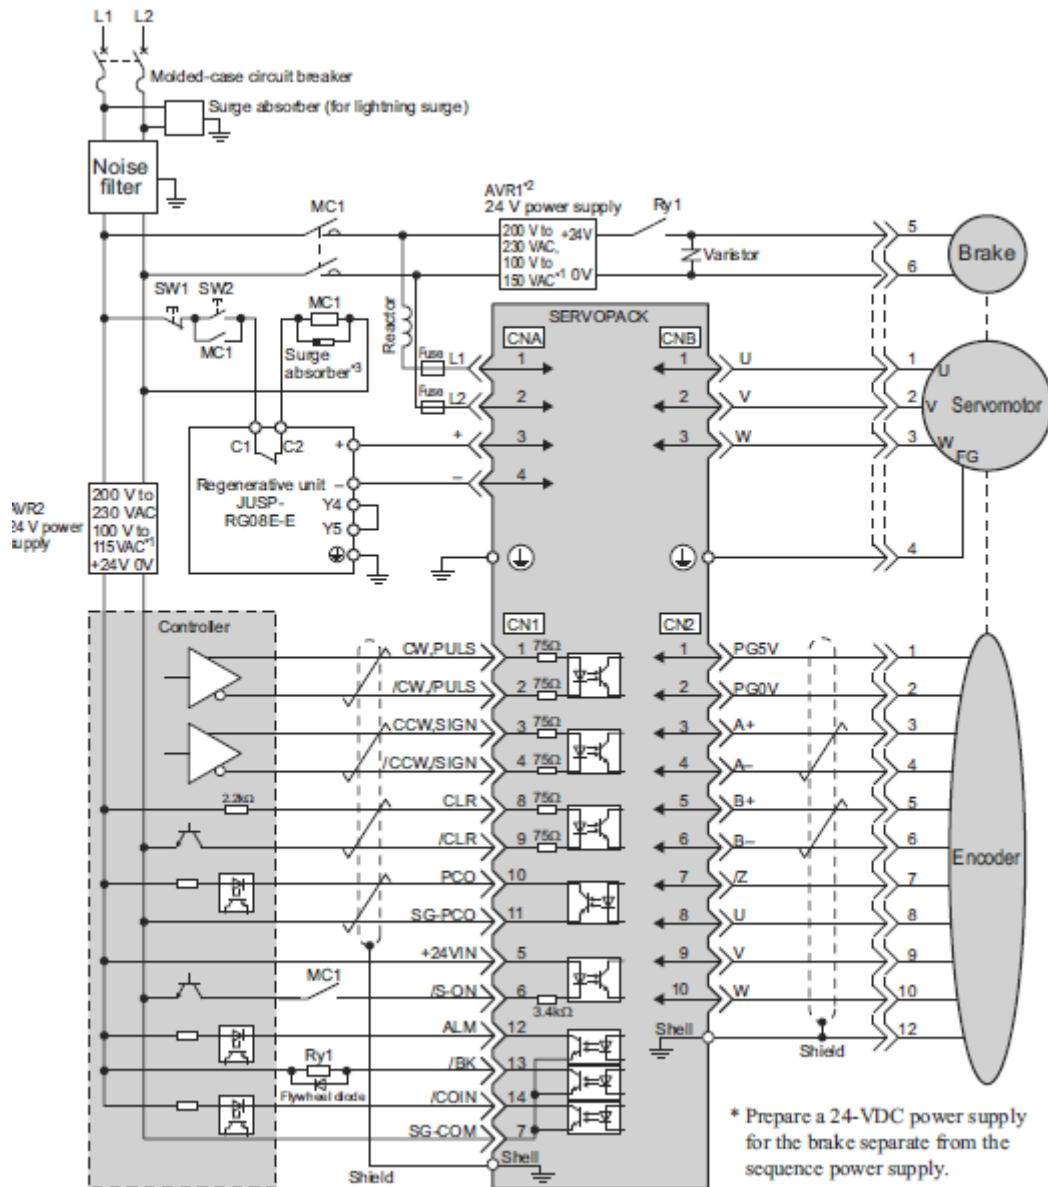 L1 L2
Molded-case circuit breaker
Surge absorber (for lightning surge)
Noise
filter
MC1
AVR1*2
24 V power supply
200 V to +24V
230 VAC,
100 V to
150 VAC*1 0V
Ry1
Varistor
5
6
Brake
SW1 SW2
MC1
MC1
Surge
absorber*3
Reactor
Fuse L1
Fuse L2
SERVOPACK
CNA
1
2
3
4
+
–
CNB
1 U
2 V
3 W
1
2
3
4
U
V
W
FG
Servomotor
C1 C2
+
–
Regenerative unit
JUSP-
RG08E-E
Y4
Y5
AVR2
24 V power
supply
200 V to
230 VAC
100 V to
115VAC*1
+24V 0V
Controller
2.2kΩ
MC1
Ry1
Flywheel diode
CN1
CW,PULS 1 75Ω
/CW,/PULS 2 75Ω
CCW,SIGN 3 75Ω
/CCW,/SIGN 4 75Ω
CLR 8 75Ω
/CLR 9 75Ω
PCO 10
SG-PCO 11
+24VIN 5
/S-ON 6
3.4kΩ
ALM 12
/BK 13
/COIN 14
SG-COM 7
Shell
Shield
CN2
1 PG5V 1
2 PG0V 2
3 A+ 3
4 A– 4
5 B+ 5
6 B– 6
7 /Z 7
8 U 8
9 V 9
10 W 10
Shell 12
Shield
Encoder
* Prepare a 24-VDC power supply
for the brake separate from the
sequence power supply.